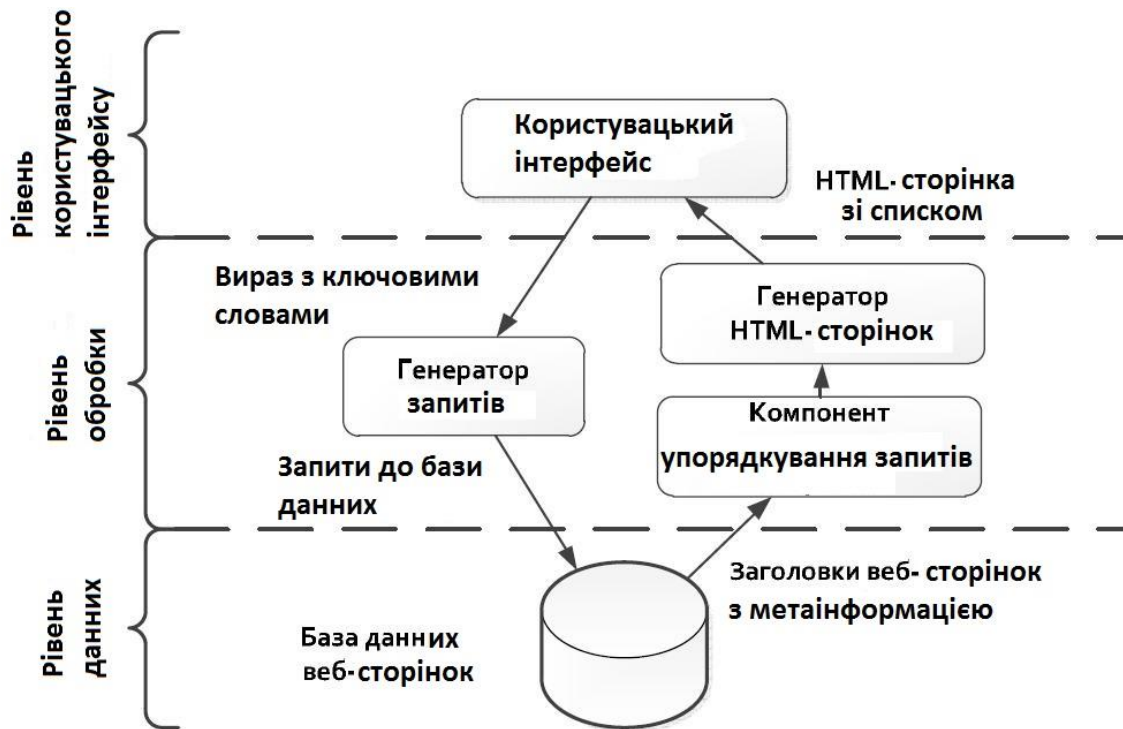 Рівень
користувацького
інтерфейсу
Користувацький
інтерфейс
HTML- сторінка
зі списком
Вираз з ключовими
словами
Генератор
HTML- сторінок
Рівень
обробки
Генератор
запитів
Компонент
упорядкування запитів
Запити до бази
данних
Рівень
данних
База данних
веб-сторінок
Заголовки веб- сторінок
з метаінформацією